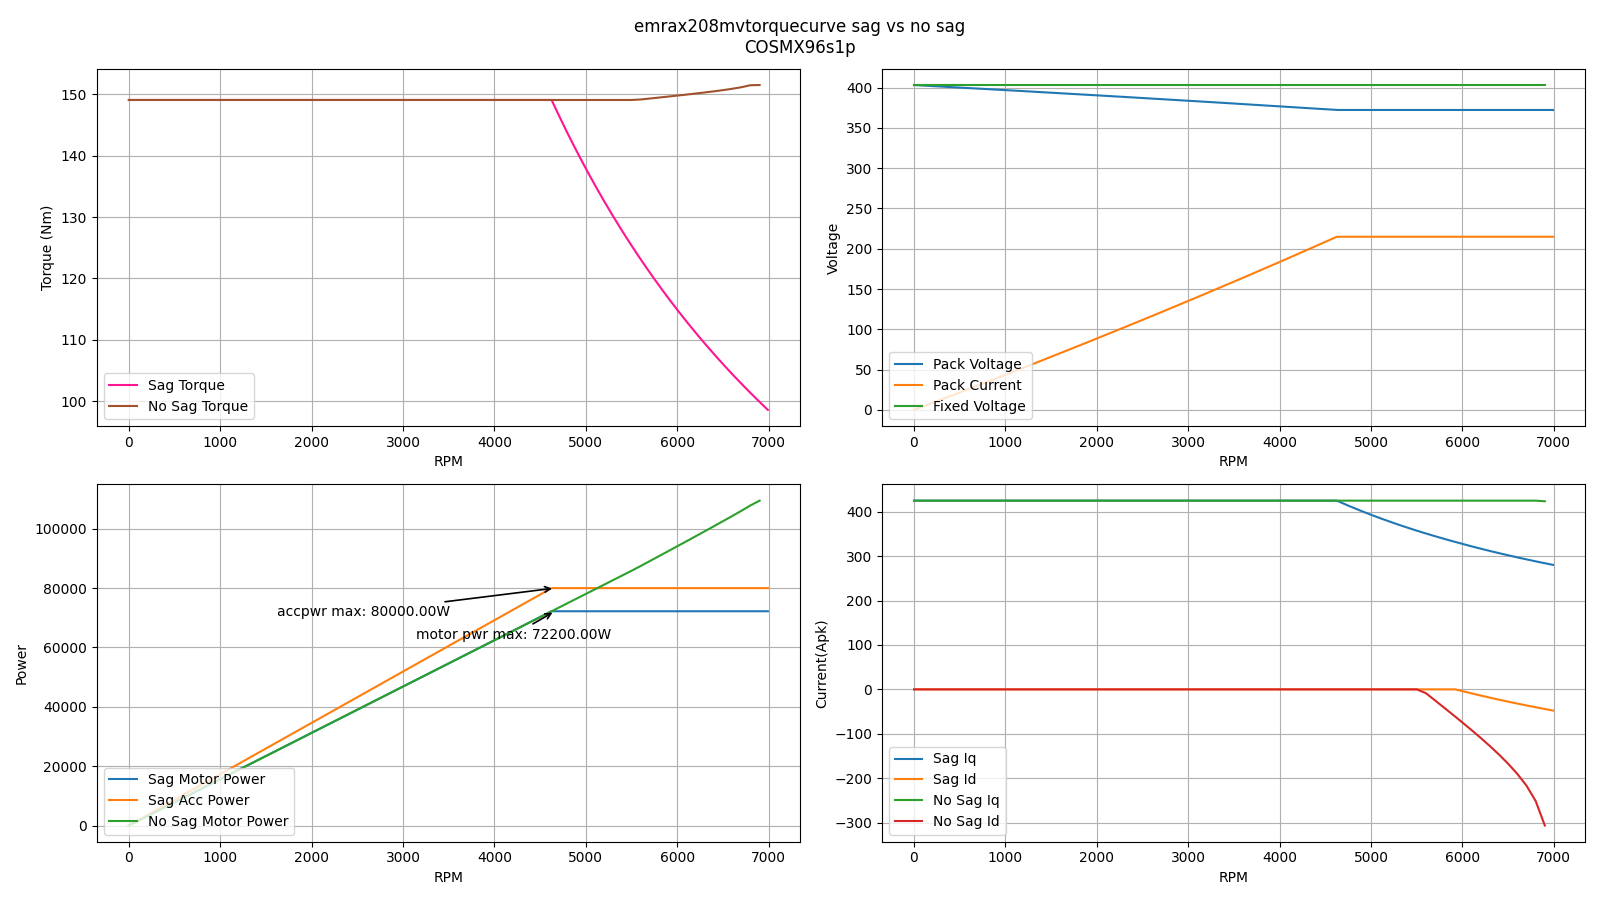 emrax208mvtorquecurve sag vs no sag
COSMX96s1p
150
140
130
120
110
100
Torque (Nm)
Sag Torque
No Sag Torque
0 1000 2000 3000 4000 5000 6000 7000
RPM
400
350
300
250
200
150
100
50
0
Voltage
Pack Voltage
Pack Current
Fixed Voltage
0 1000 2000 3000 4000 5000 6000 7000
RPM
100000
80000
60000
40000
20000
0
Power
accpwr max: 80000.00W
motor pwr max: 72200.00W
Sag Motor Power
Sag Acc Power
No Sag Motor Power
0 1000 2000 3000 4000 5000 6000 7000
RPM
400
300
200
100
0
−100
−200
−300
Current(Apk)
Sag Iq
Sag Id
No Sag Iq
No Sag Id
0 1000 2000 3000 4000 5000 6000 7000
RPM